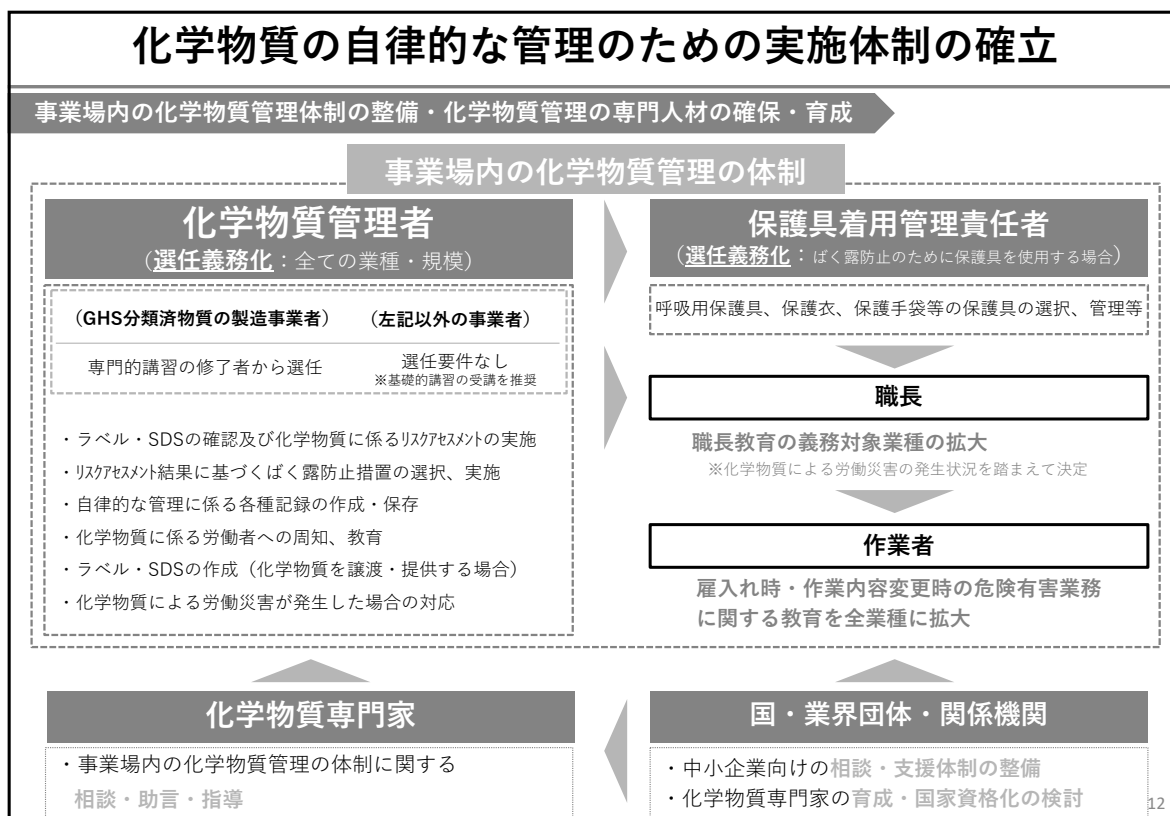 化学物質の自律的な管理のための実施体制の確立
事業場内の化学物質管理体制の整備・化学物質管理の専門人材の確保・育成
事業場内の化学物質管理の体制
化学物質管理者
（選任義務化：全ての業種・規模）
（GHS分類済物質の製造事業者）
（左記以外の事業者）
専門的講習の修了者から選任
選任要件なし
※基礎的講習の受講を推奨
・ラベル・SDSの確認及び化学物質に係るリスクアセスメントの実施
・リスクアセスメント結果に基づくばく露防止措置の選択、実施
・自律的な管理に係る各種記録の作成・保存
・化学物質に係る労働者への周知、教育
・ラベル・SDSの作成（化学物質を譲渡・提供する場合）
・化学物質による労働災害が発生した場合の対応
保護具着用管理責任者
（選任義務化：ばく露防止のために保護具を使用する場合）
呼吸用保護具、保護衣、保護手袋等の保護具の選択、管理等
職長
職長教育の義務対象業種の拡大
※化学物質による労働災害の発生状況を踏まえて決定
作業者
雇入れ時・作業内容変更時の危険有害業務
に関する教育を全業種に拡大
化学物質専門家
・事業場内の化学物質管理の体制に関する
相談・助言・指導
国・業界団体・関係機関
・中小企業向けの相談・支援体制の整備
・化学物質専門家の育成・国家資格化の検討
12